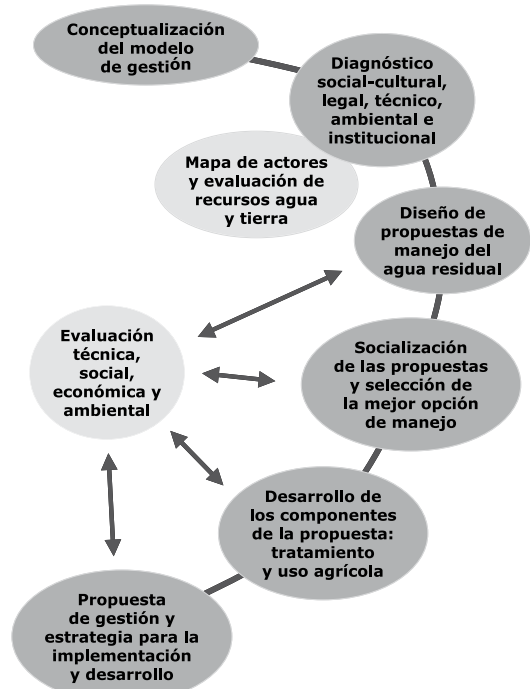 Conceptualización
del modelo
de gestión
Diagnóstico
social-cultural,
legal, técnico,
ambiental e
institucional
Mapa de actores
y evaluación de
recursos agua
y tierra
Diseño de
propuestas de
manejo del
agua residual
Evaluación
técnica,
social,
económica y
ambiental
Socialización
de las propuestas
y selección de
la mejor opción
de manejo
Desarrollo de
los componentes
de la propuesta:
tratamiento
y uso agrícola
Propuesta
de gestión y
estrategia para la
implementación
y desarrollo